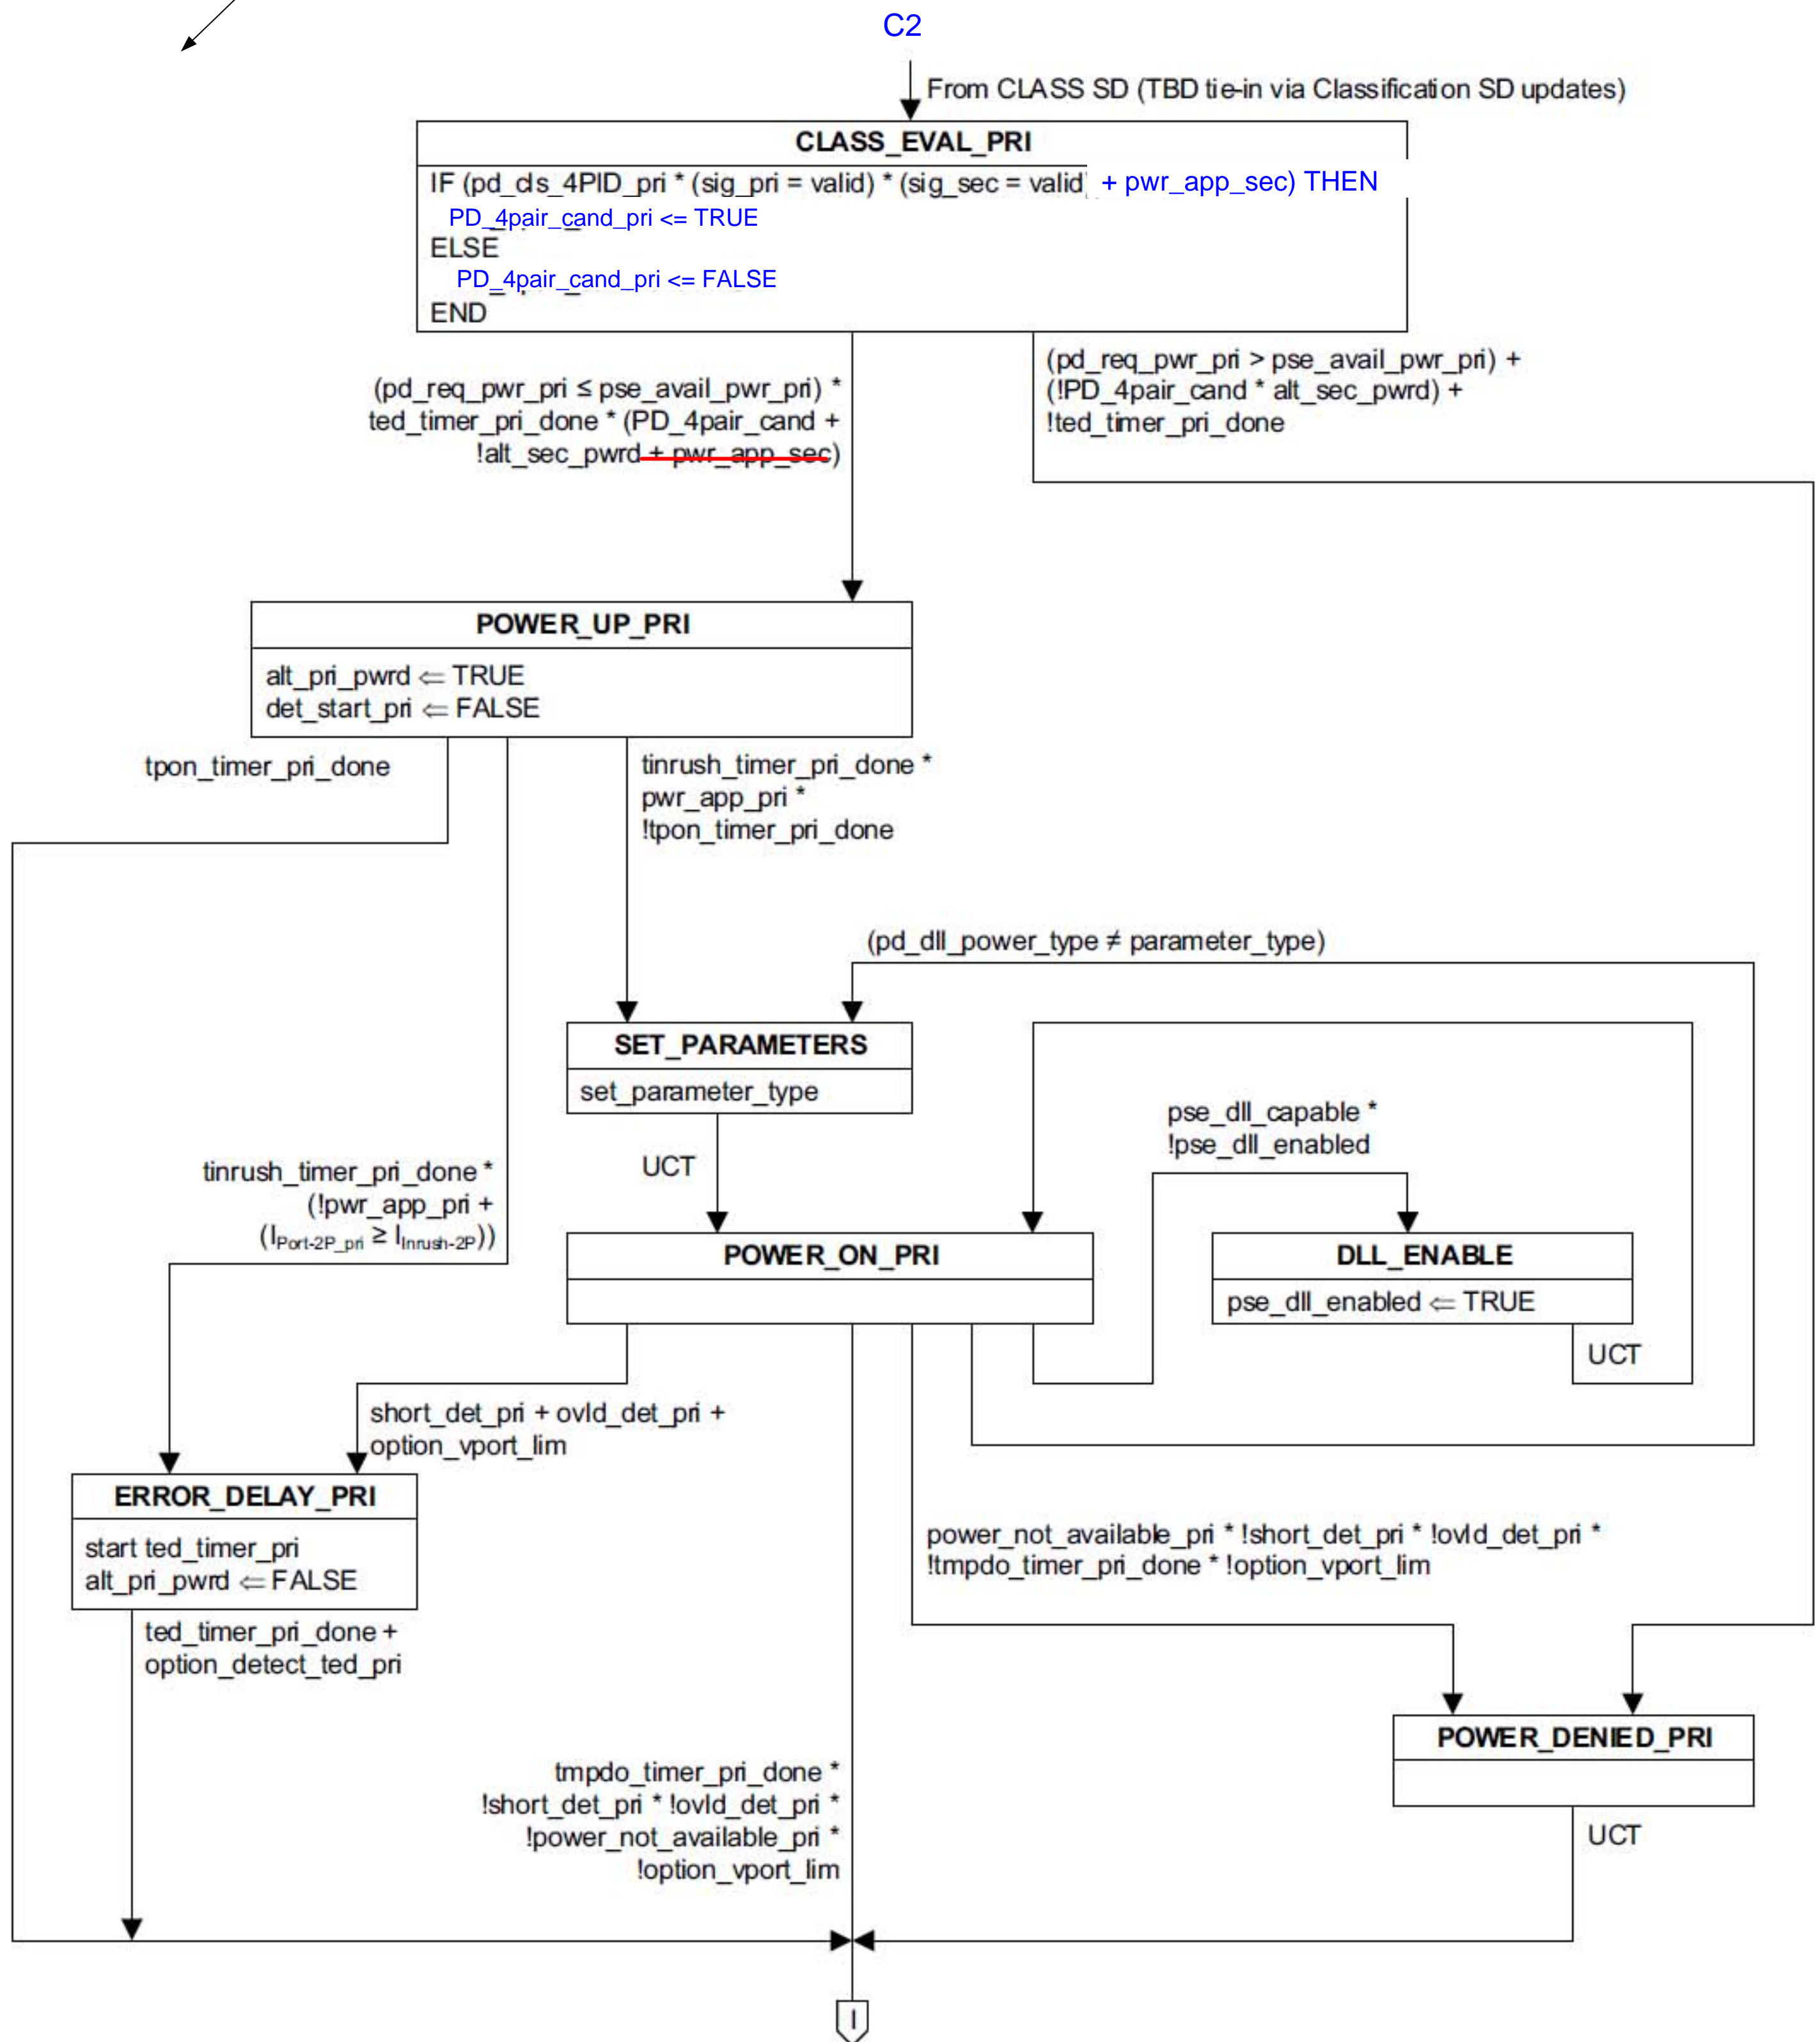 C2
From CLASS SD (TBD tie-in via Classification SD updates)
CLASS_EVAL_PRI
IF (pd_cls_4PID_pri * (sig_pri = valid) * (sig_sec = valid) + pwr_app_sec) THEN
PD_4pair_cand_pri <= TRUE
ELSE
PD_4pair_cand_pri <= FALSE
END
(pd_req_pwr_pri ≤ pse_avail_pwr_pri) *
ted_timer_pri_done * (PD_4pair_cand +
!alt_sec_pwrd + pwr_app_sec)
(pd_req_pwr_pri > pse_avail_pwr_pri) +
(!PD_4pair_cand * alt_sec_pwrd) +
!ted_timer_pri_done
POWER_UP_PRI
alt_pri_pwrd ⇐ TRUE
det_start_pri ⇐ FALSE
tpon_timer_pri_done
tinrush_timer_pri_done *
pwr_app_pri *
!tpon_timer_pri_done
(pd_dll_power_type ≠ parameter_type)
SET_PARAMETERS
set_parameter_type
UCT
pse_dll_capable *
!pse_dll_enabled
tinrush_timer_pri_done *
(!pwr_app_pri +
(IPort-2P_pri ≥ IInrush-2P))
POWER_ON_PRI
DLL_ENABLE
pse_dll_enabled ⇐ TRUE
UCT
short_det_pri + ovld_det_pri +
option_vport_lim
ERROR_DELAY_PRI
start ted_timer_pri
alt_pri_pwrd ⇐ FALSE
power_not_available_pri * !short_det_pri * !ovld_det_pri *
!tmpdo_timer_pri_done * !option_vport_lim
ted_timer_pri_done +
option_detect_ted_pri
POWER_DENIED_PRI
tmpdo_timer_pri_done *
!short_det_pri * !ovld_det_pri *
!power_not_available_pri *
!option_vport_lim
UCT
I